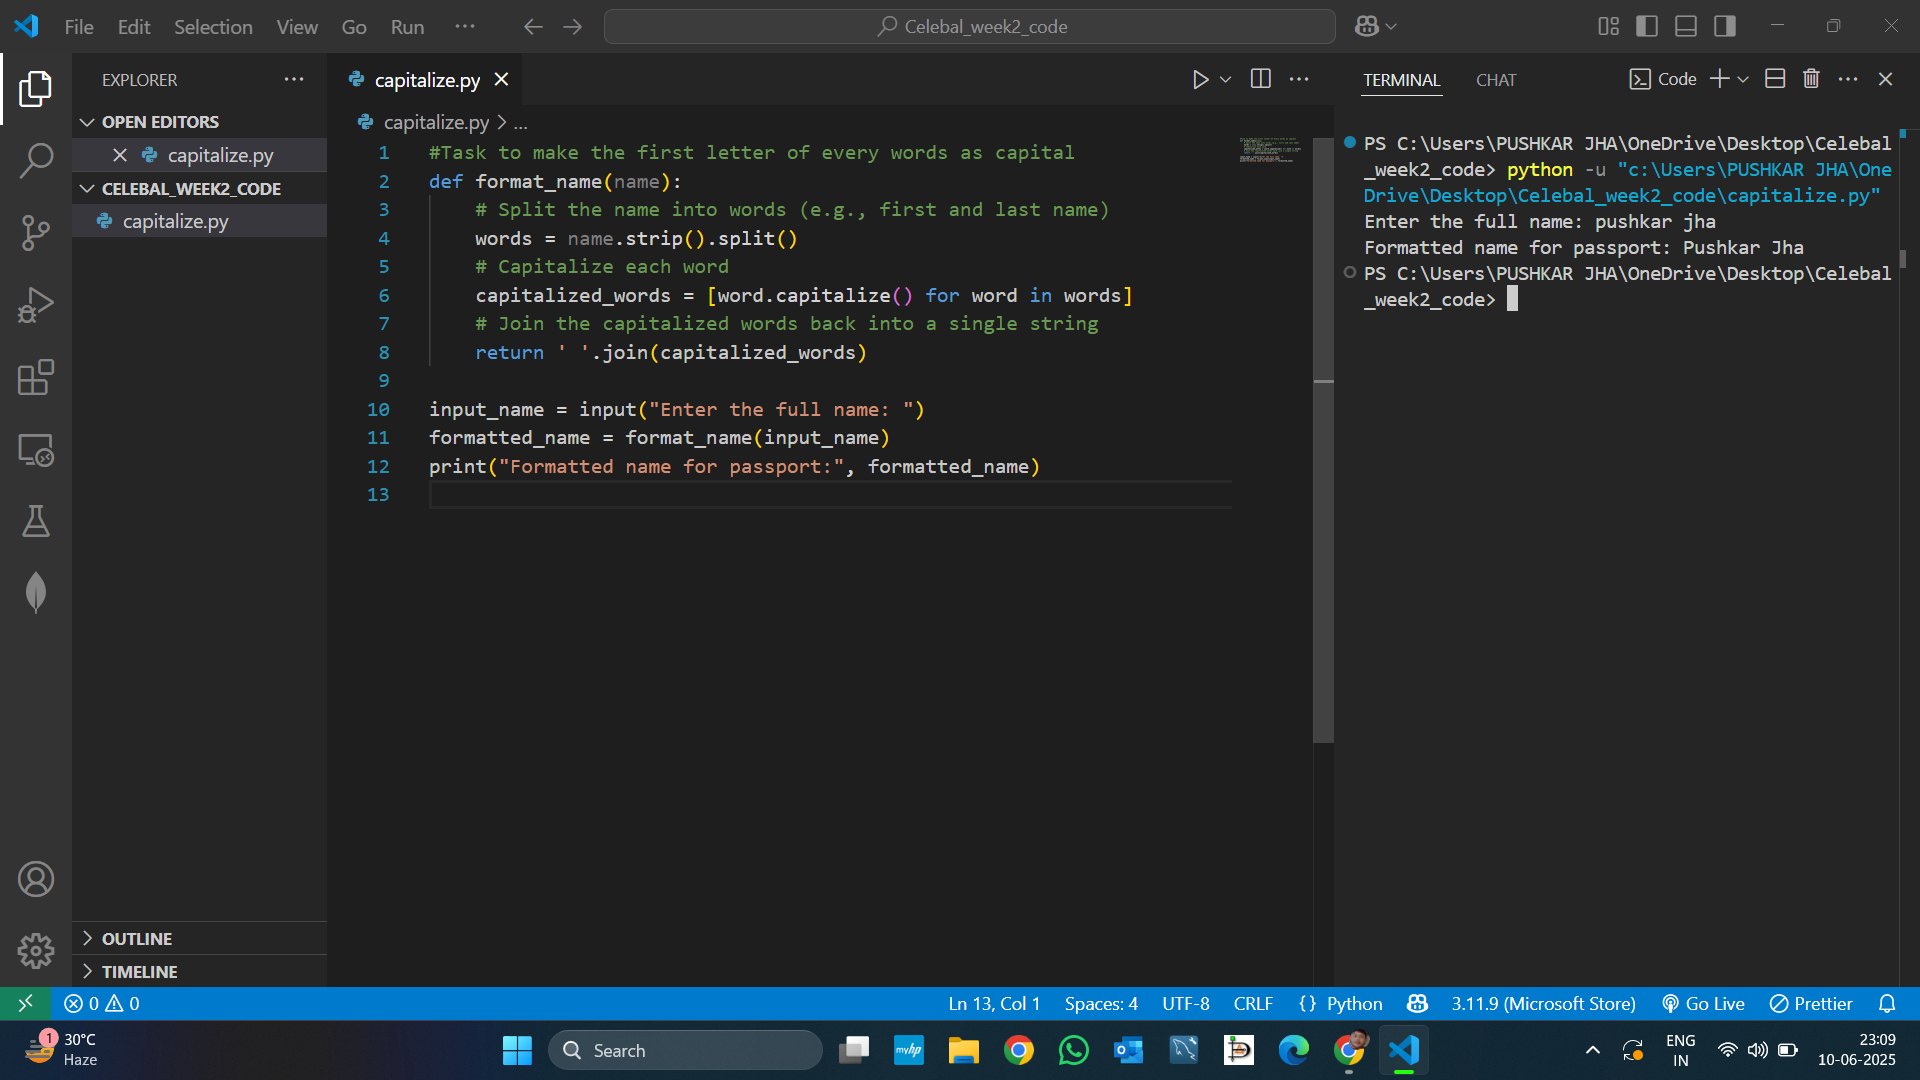 File Edit Selection View Go Run ···
Celebal_week2_code
EXPLORER ···
OPEN EDITORS
capitalize.py
CELEBAL_WEEK2_CODE
capitalize.py
OUTLINE
TIMELINE
capitalize.py
capitalize.py > ...
1 #Task to make the first letter of every words as capital
2 def format_name(name):
3     # Split the name into words (e.g., first and last name)
4     words = name.strip().split()
5     # Capitalize each word
6     capitalized_words = [word.capitalize() for word in words]
7     # Join the capitalized words back into a single string
8     return ' '.join(capitalized_words)
9
10 input_name = input("Enter the full name: ")
11 formatted_name = format_name(input_name)
12 print("Formatted name for passport:", formatted_name)
13
TERMINAL CHAT Code
PS C:\Users\PUSHKAR JHA\OneDrive\Desktop\Celebal
_week2_code> python -u "c:\Users\PUSHKAR JHA\One
Drive\Desktop\Celebal_week2_code\capitalize.py"
Enter the full name: pushkar jha
Formatted name for passport: Pushkar Jha
PS C:\Users\PUSHKAR JHA\OneDrive\Desktop\Celebal
_week2_code>
0 0 Ln 13, Col 1 Spaces: 4 UTF-8 CRLF {} Python 3.11.9 (Microsoft Store) Go Live Prettier
1
30°C
Haze
Search
myhp
ENG
IN
23:09
10-06-2025